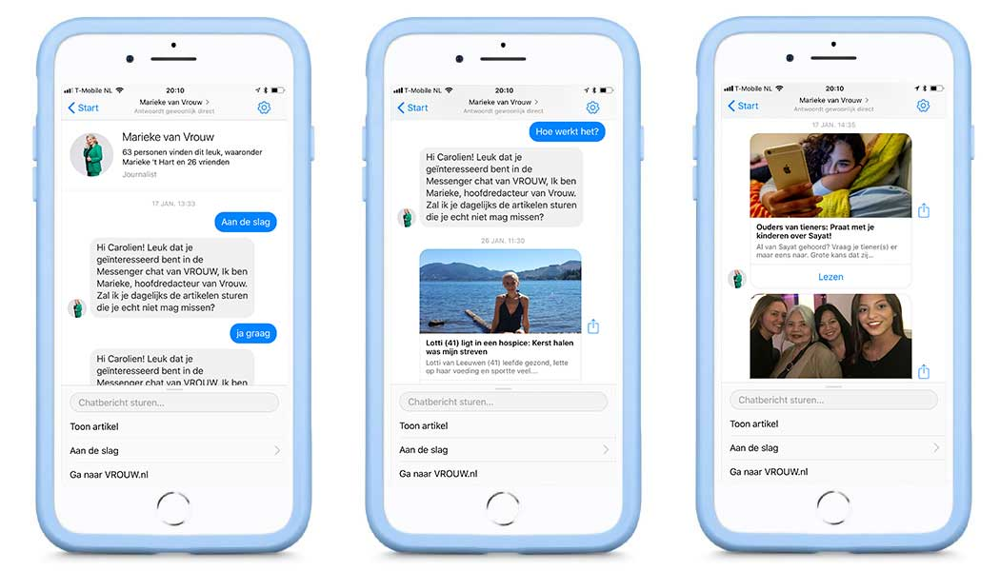 T-Mobile NL 20:10
Start
Marieke van Vrouw
Antwoordt gewoonlijk direct
Marieke van Vrouw
63 personen vinden dit leuk, waaronder
Marieke 't Hart en 26 vrienden
Journalist
17 JAN. 13:33
Aan de slag
Hi Carolien! Leuk dat je
geïnteresseerd bent in de
Messenger chat van VROUW, Ik ben
Marieke, hoofdredacteur van Vrouw.
Zal ik je dagelijks de artikelen sturen
die je echt niet mag missen?
ja graag
Hi Carolien! Leuk dat je
geïnteresseerd bent in de
Messenger chat van VROUW, Ik ben
Chatbericht sturen...
Toon artikel
Aan de slag
Ga naar VROUW.nl
T-Mobile NL 20:10
Start
Marieke van Vrouw
Antwoordt gewoonlijk direct
Hoe werkt het?
Hi Carolien! Leuk dat je
geïnteresseerd bent in de
Messenger chat van VROUW, Ik ben
Marieke, hoofdredacteur van Vrouw.
Zal ik je dagelijks de artikelen sturen
die je echt niet mag missen?
26 JAN. 11:30
Lotti (41) ligt in een hospice: Kerst halen
was mijn streven
Lotti van Leeuwen (41) leefde gezond, lette
op haar voeding en sportte veel....
Chatbericht sturen...
Toon artikel
Aan de slag
Ga naar VROUW.nl
T-Mobile NL 20:10
Start
Marieke van Vrouw
Antwoordt gewoonlijk direct
17 JAN. 14:35
Ouders van tieners: Praat met je
kinderen over Sayat!
Al van Sayat gehoord? Vraag je tiener(s) er
maar eens naar. Grote kans dat zij...
Lezen
Chatbericht sturen...
Toon artikel
Aan de slag
Ga naar VROUW.nl